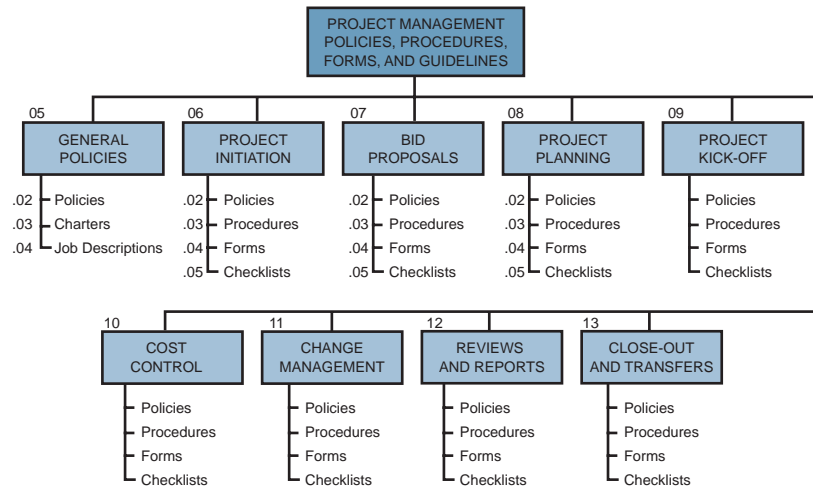 PROJECT MANAGEMENT
POLICIES, PROCEDURES,
FORMS, AND GUIDELINES
05
GENERAL
POLICIES
.02 Policies
.03 Charters
.04 Job Descriptions
06
PROJECT
INITIATION
.02 Policies
.03 Procedures
.04 Forms
.05 Checklists
07
BID
PROPOSALS
.02 Policies
.03 Procedures
.04 Forms
.05 Checklists
08
PROJECT
PLANNING
.02 Policies
.03 Procedures
.04 Forms
.05 Checklists
09
PROJECT
KICK-OFF
Policies
Procedures
Forms
Checklists
10
COST
CONTROL
Policies
Procedures
Forms
Checklists
11
CHANGE
MANAGEMENT
Policies
Procedures
Forms
Checklists
12
REVIEWS
AND REPORTS
Policies
Procedures
Forms
Checklists
13
CLOSE-OUT
AND TRANSFERS
Policies
Procedures
Forms
Checklists